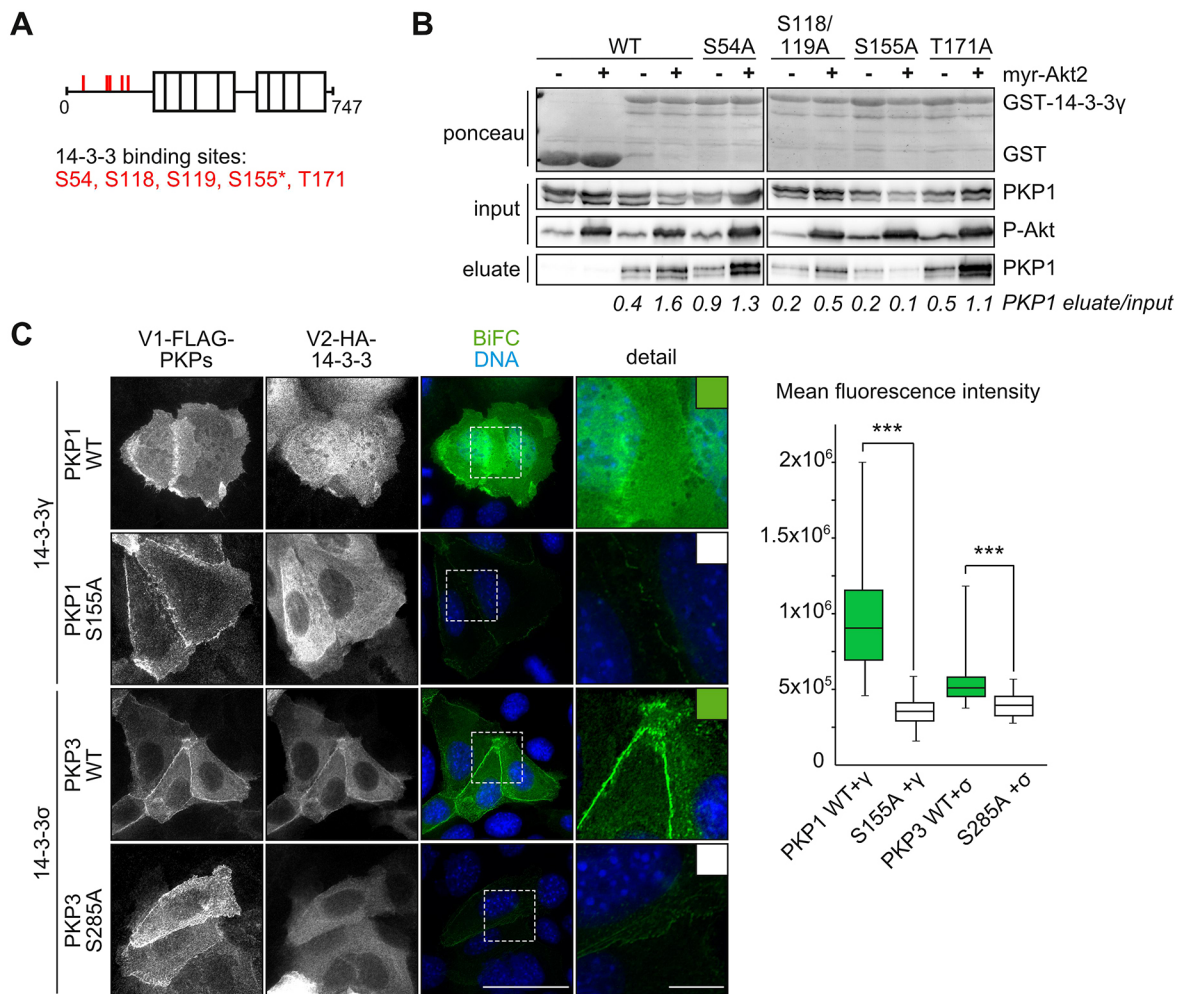 A
0
747
14-3-3 binding sites:
S54, S118, S119, S155*, T171
B
WT
S54A
S118/
119A
S155A
T171A
- + - + - + - + - + - +
myr-Akt2
ponceau
GST-14-3-3γ
GST
input
PKP1
P-Akt
eluate
PKP1
0.4 1.6 0.9 1.3 0.2 0.5 0.2 0.1 0.5 1.1 PKP1 eluate/input
C
V1-FLAG-
PKPs
V2-HA-
14-3-3
BiFC
DNA
detail
14-3-3γ
PKP1
WT
PKP1
S155A
14-3-3σ
PKP3
WT
PKP3
S285A
Mean fluorescence intensity
***
***
2x10⁶
1.5x10⁶
1x10⁶
5x10⁵
0
PKP1 WT+γ
S155A +γ
PKP3 WT+σ
S285A +σ